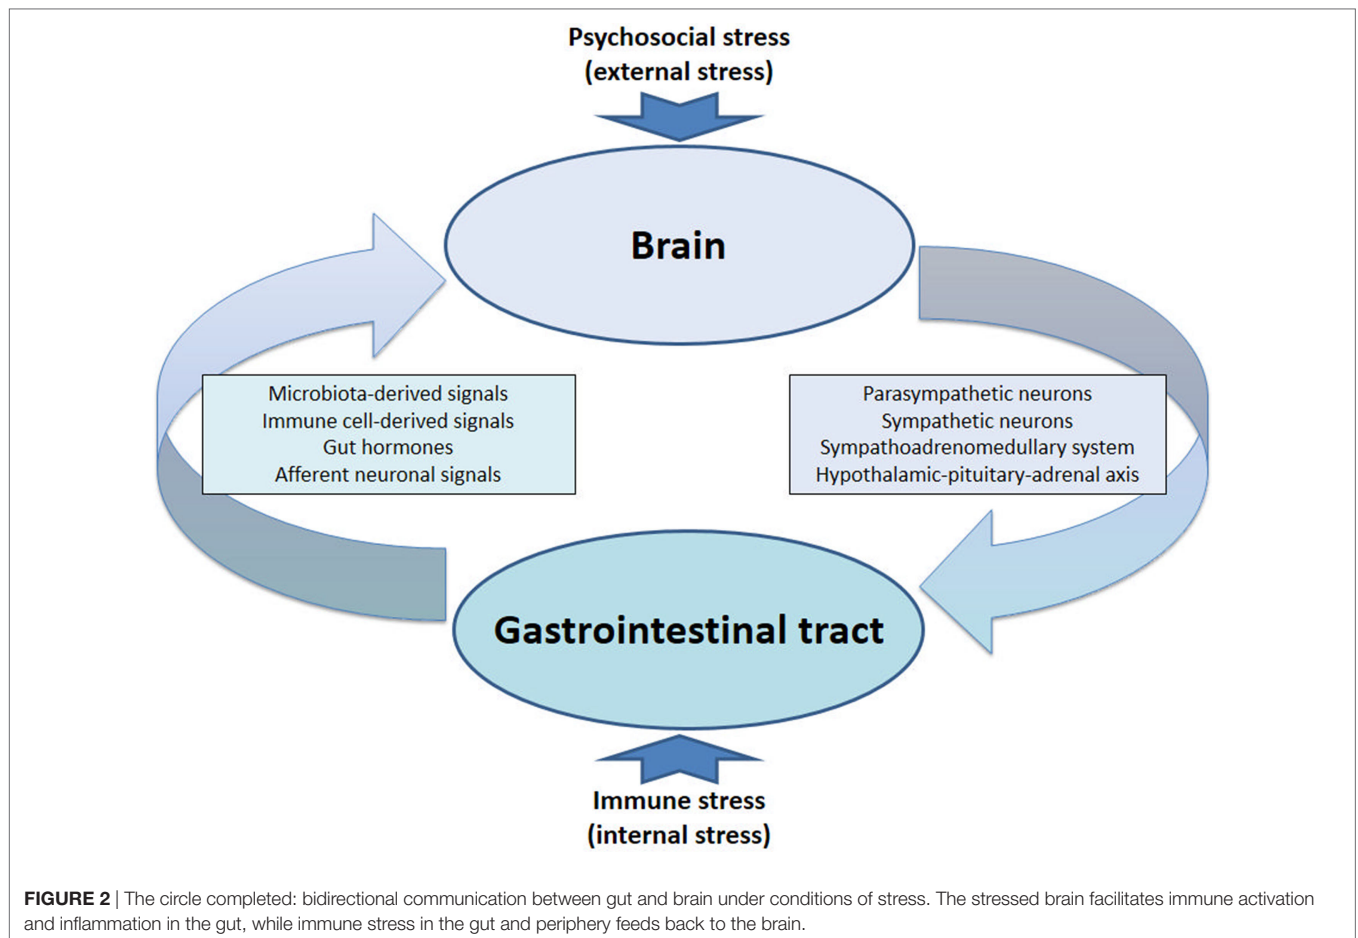 Psychosocial stress
(external stress)
Brain
Microbiota-derived signals
Immune cell-derived signals
Gut hormones
Afferent neuronal signals
Parasympathetic neurons
Sympathetic neurons
Sympathoadrenomedullary system
Hypothalamic-pituitary-adrenal axis
Gastrointestinal tract
Immune stress
(internal stress)
FIGURE 2 | The circle completed: bidirectional communication between gut and brain under conditions of stress. The stressed brain facilitates immune activation
and inflammation in the gut, while immune stress in the gut and periphery feeds back to the brain.